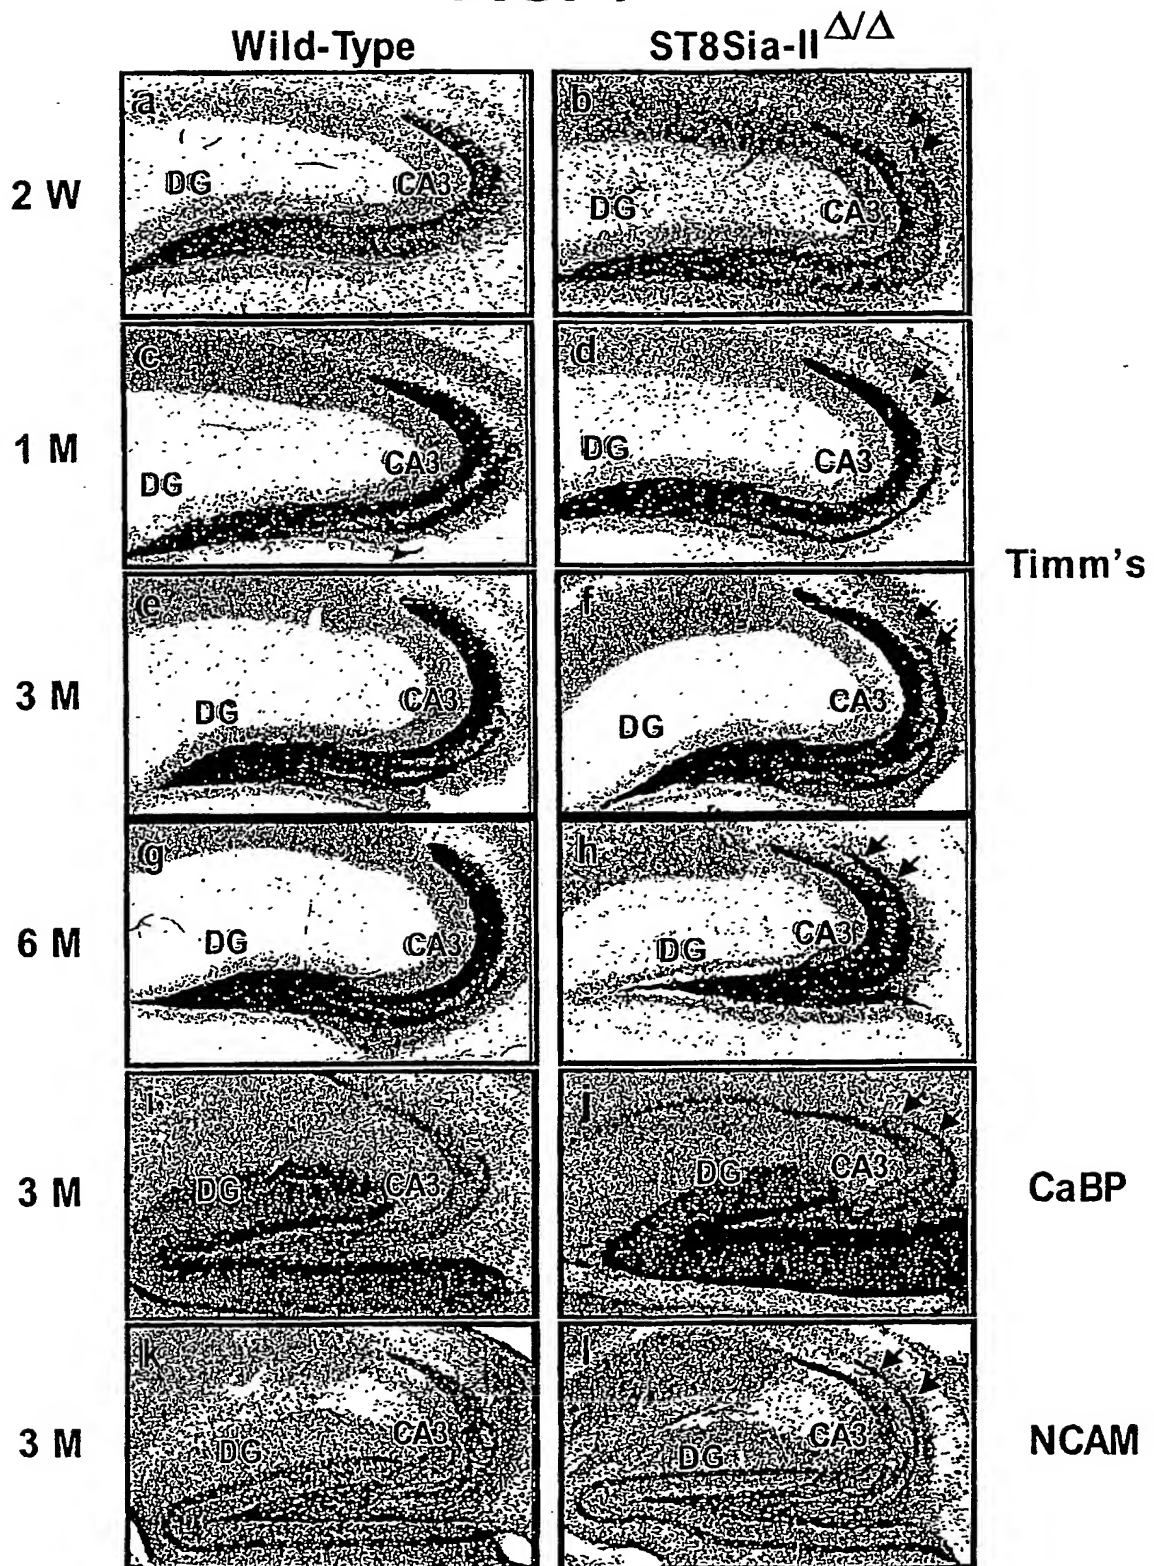 Wild-Type ST8Sia-II Δ/Δ
a b
2 W DG CA3 DG CA3
c d
1 M DG CA3 DG CA3
Timm's
e f
3 M DG CA3 DG CA3
g h
6 M DG CA3 DG CA3
i j
3 M DG CA3 DG CA3 CaBP
k l
3 M DG CA3 DG CA3 NCAM